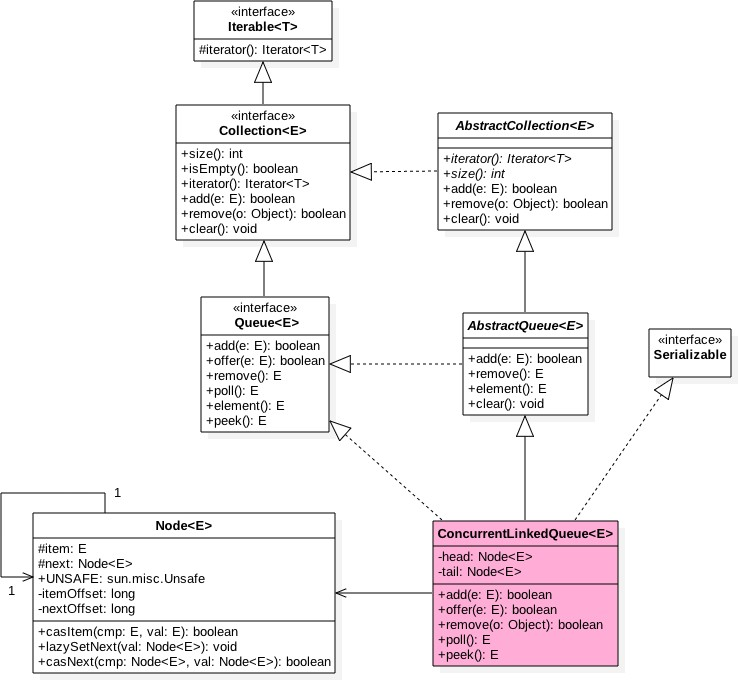 «interface»
Iterable<T>
#iterator(): Iterator<T>
«interface»
Collection<E>
+size(): int
+isEmpty(): boolean
+iterator(): Iterator<T>
+add(e: E): boolean
+remove(o: Object): boolean
+clear(): void
AbstractCollection<E>
+iterator(): Iterator<T>
+size(): int
+add(e: E): boolean
+remove(o: Object): boolean
+clear(): void
«interface»
Queue<E>
+add(e: E): boolean
+offer(e: E): boolean
+remove(): E
+poll(): E
+element(): E
+peek(): E
AbstractQueue<E>
+add(e: E): boolean
+remove(): E
+element(): E
+clear(): void
«interface»
Serializable
1
1
Node<E>
#item: E
#next: Node<E>
+UNSAFE: sun.misc.Unsafe
-itemOffset: long
-nextOffset: long
+casItem(cmp: E, val: E): boolean
+lazySetNext(val: Node<E>): void
+casNext(cmp: Node<E>, val: Node<E>): boolean
ConcurrentLinkedQueue<E>
-head: Node<E>
-tail: Node<E>
+add(e: E): boolean
+offer(e: E): boolean
+remove(o: Object): boolean
+poll(): E
+peek(): E